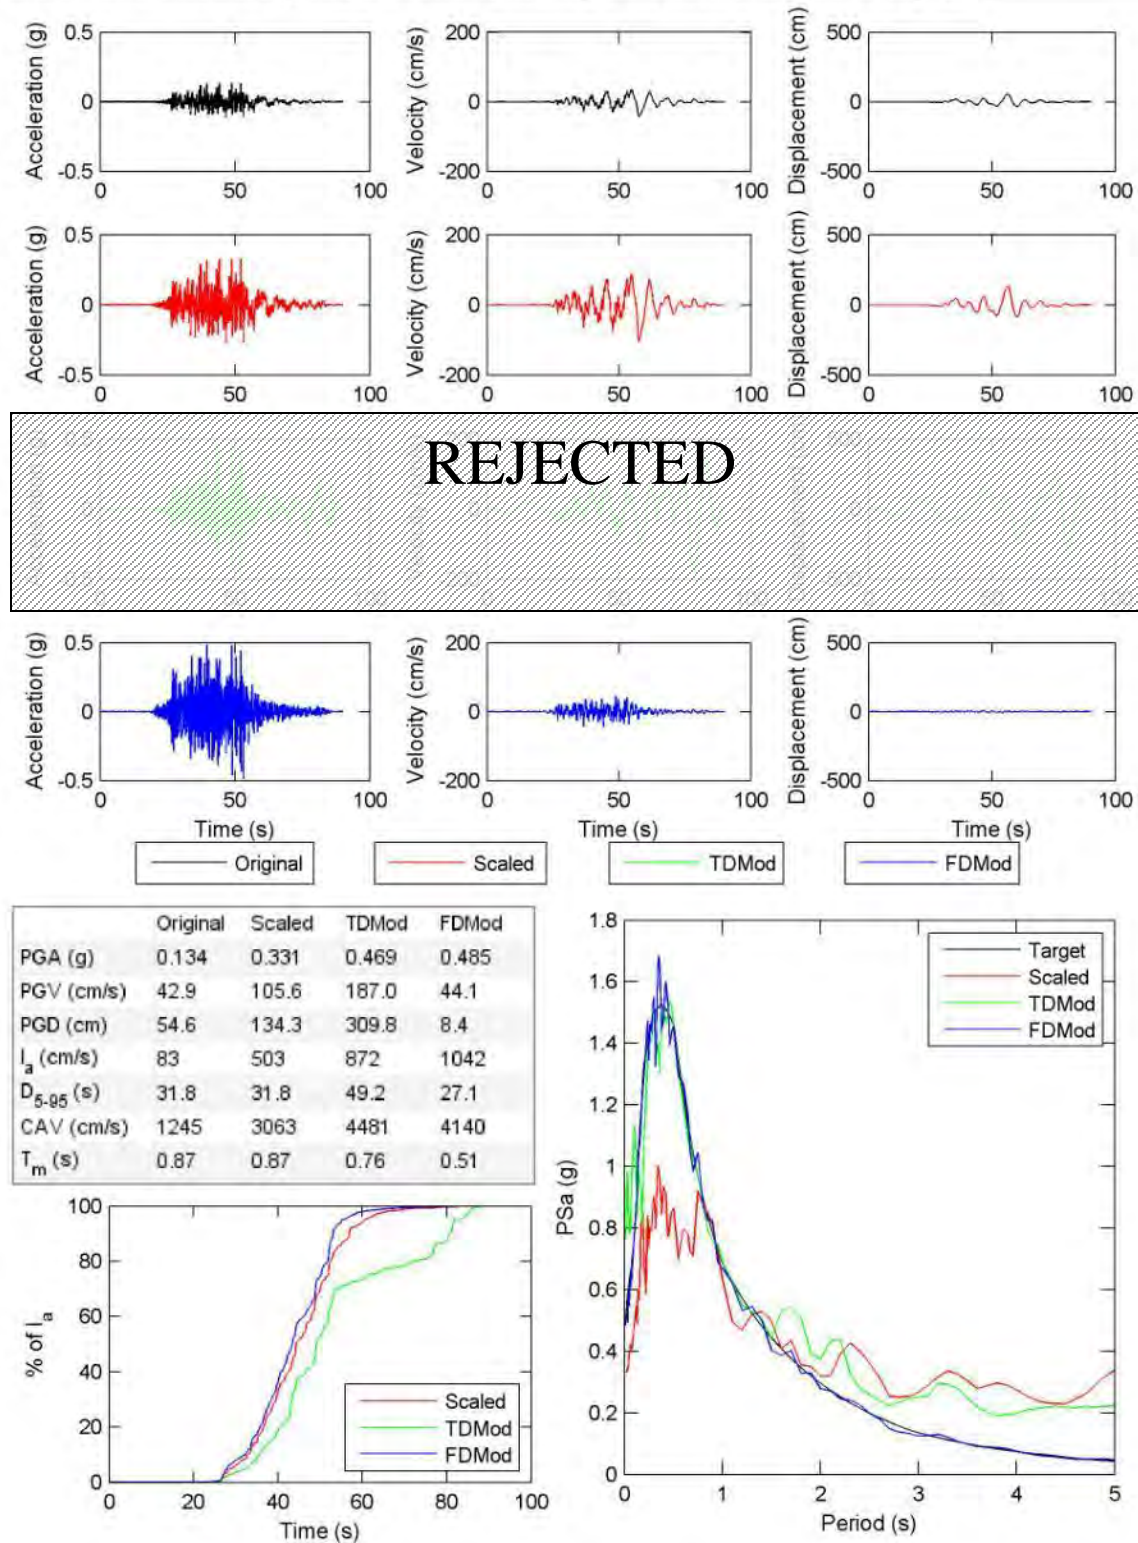 Acceleration (g)
0.5
0
-0.5
0 50 100
Velocity (cm/s)
200
0
-200
0 50 100
Displacement (cm)
500
0
-500
0 50 100
Acceleration (g)
0.5
0
-0.5
0 50 100
Velocity (cm/s)
200
0
-200
0 50 100
Displacement (cm)
500
0
-500
0 50 100
REJECTED
Acceleration (g)
0.5
0
-0.5
0 50 100
Time (s)
Velocity (cm/s)
200
0
-200
0 50 100
Time (s)
Displacement (cm)
500
0
-500
0 50 100
Time (s)
Original
Scaled
TDMod
FDMod
Original Scaled TDMod FDMod
PGA (g) 0.134 0.331 0.469 0.485
PGV (cm/s) 42.9 105.6 187.0 44.1
PGD (cm) 54.6 134.3 309.8 8.4
Ia (cm/s) 83 503 872 1042
D5-95 (s) 31.8 31.8 49.2 27.1
CAV (cm/s) 1245 3063 4481 4140
Tm (s) 0.87 0.87 0.76 0.51
% of Ia
100
80
60
40
20
0
0 20 40 60 80 100
Time (s)
Scaled
TDMod
FDMod
PSa (g)
1.8
1.6
1.4
1.2
1
0.8
0.6
0.4
0.2
0
0 1 2 3 4 5
Period (s)
Target
Scaled
TDMod
FDMod